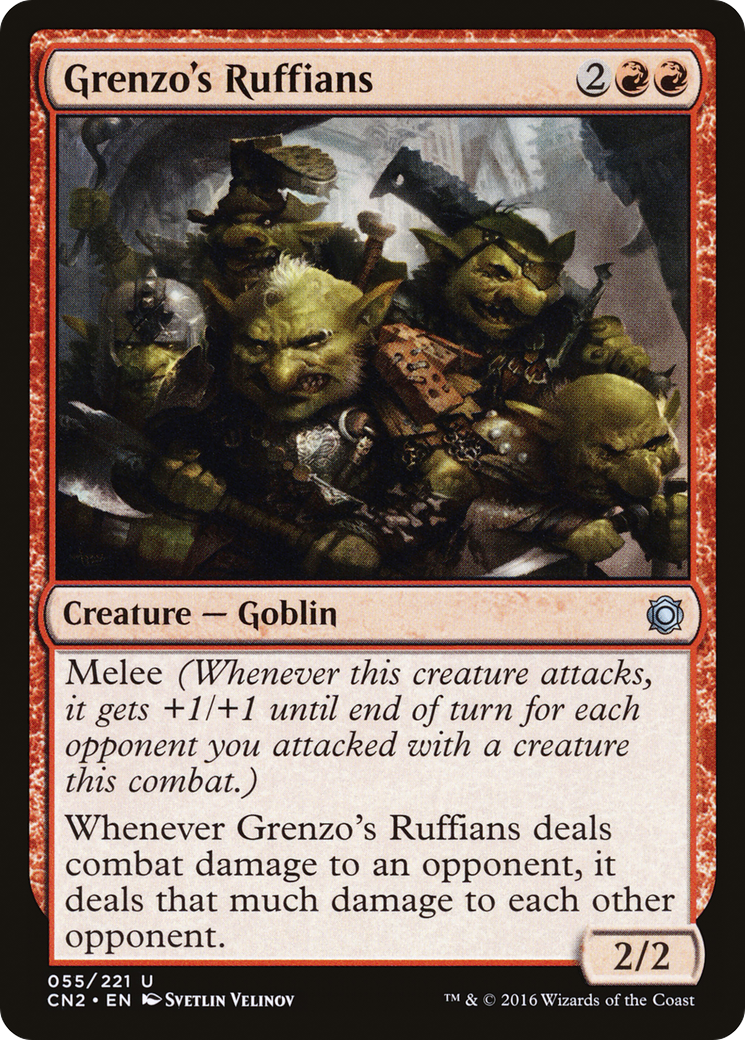 Grenzo's Ruffians 2
Creature — Goblin
Melee (Whenever this creature attacks,
it gets +1/+1 until end of turn for each
opponent you attacked with a creature
this combat.)
Whenever Grenzo's Ruffians deals
combat damage to an opponent, it
deals that much damage to each other
opponent.
2/2
055/221 U
CN2 • EN Svetlin Velinov
™ & © 2016 Wizards of the Coast